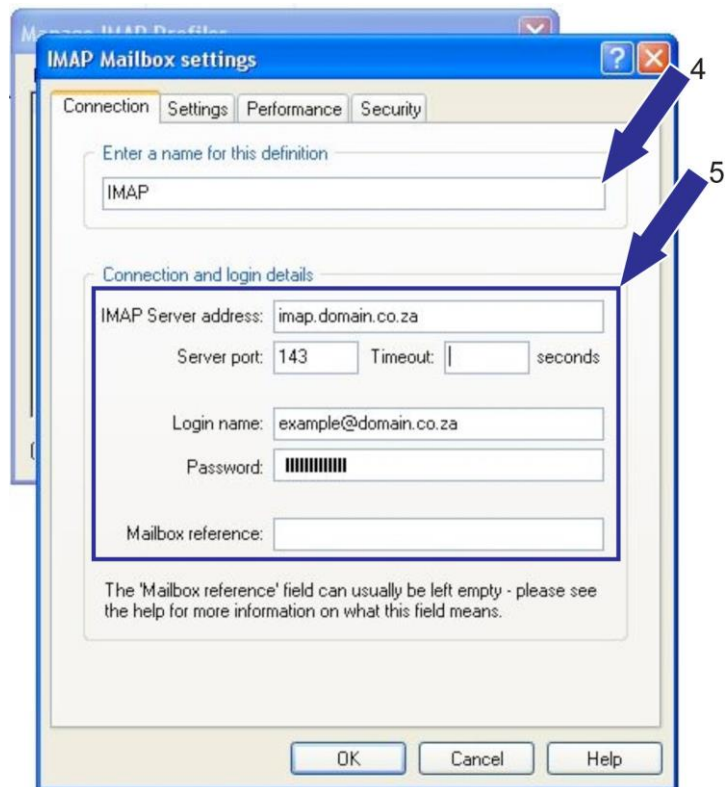 Manage IMAP Profiles
IMAP Mailbox settings
4
Connection Settings Performance Security
5
Enter a name for this definition
IMAP
Connection and login details
IMAP Server address: imap.domain.co.za
Server port: 143 Timeout: seconds
Login name: example@domain.co.za
Password:
Mailbox reference:
The 'Mailbox reference' field can usually be left empty - please see
the help for more information on what this field means.
OK Cancel Help